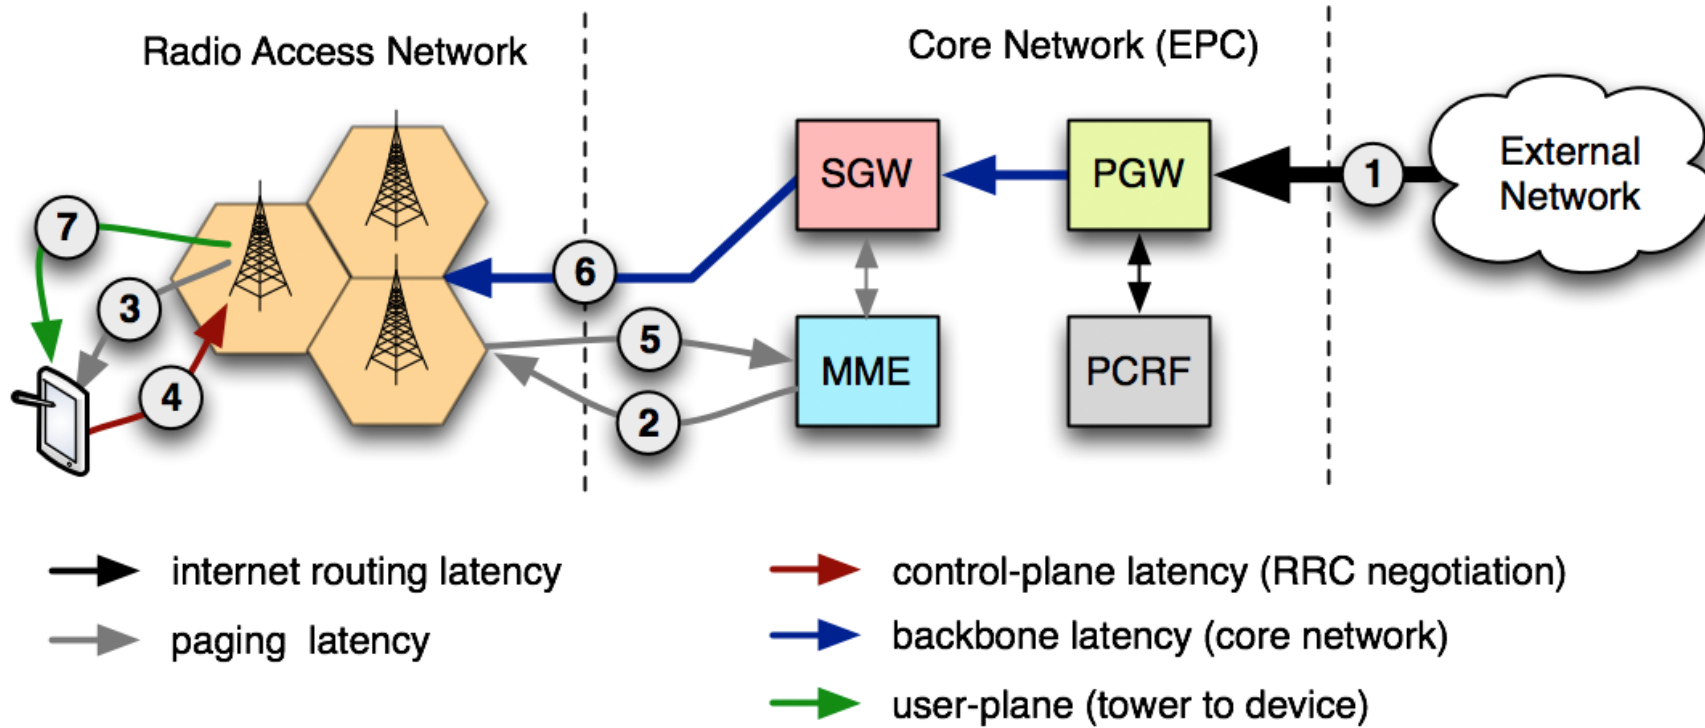 Radio Access Network
Core Network (EPC)
External
Network
1
SGW
PGW
7
3
4
6
5
2
MME
PCRF
internet routing latency
paging latency
control-plane latency (RRC negotiation)
backbone latency (core network)
user-plane (tower to device)